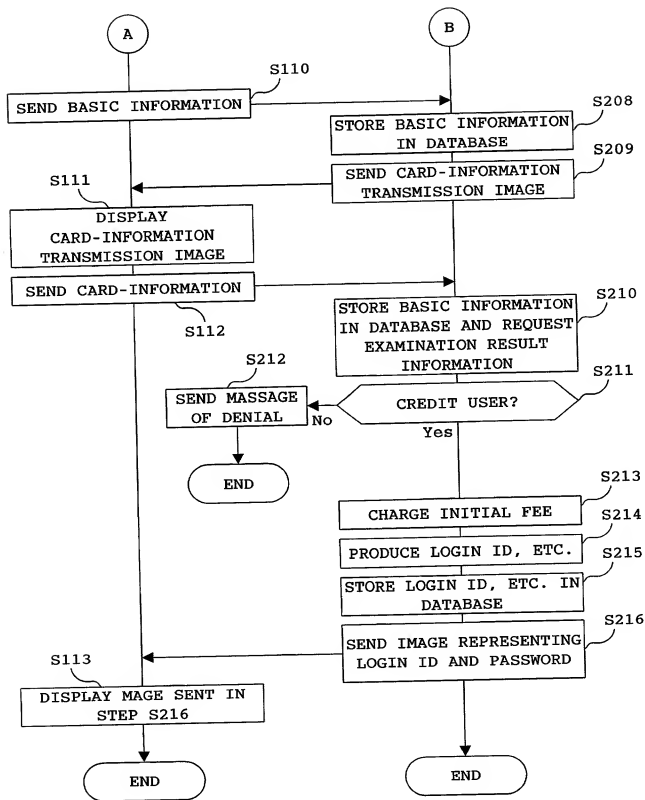 A
B
S110
SEND BASIC INFORMATION
S208
STORE BASIC INFORMATION
IN DATABASE
S209
SEND CARD-INFORMATION
TRANSMISSION IMAGE
S111
DISPLAY
CARD-INFORMATION
TRANSMISSION IMAGE
SEND CARD-INFORMATION
S112
S210
STORE BASIC INFORMATION
IN DATABASE AND REQUEST
EXAMINATION RESULT
INFORMATION
S212
SEND MASSAGE
OF DENIAL
S211
CREDIT USER?
No
Yes
END
S213
CHARGE INITIAL FEE
S214
PRODUCE LOGIN ID, ETC.
S215
STORE LOGIN ID, ETC. IN
DATABASE
S216
SEND IMAGE REPRESENTING
LOGIN ID AND PASSWORD
S113
DISPLAY MAGE SENT IN
STEP S216
END
END